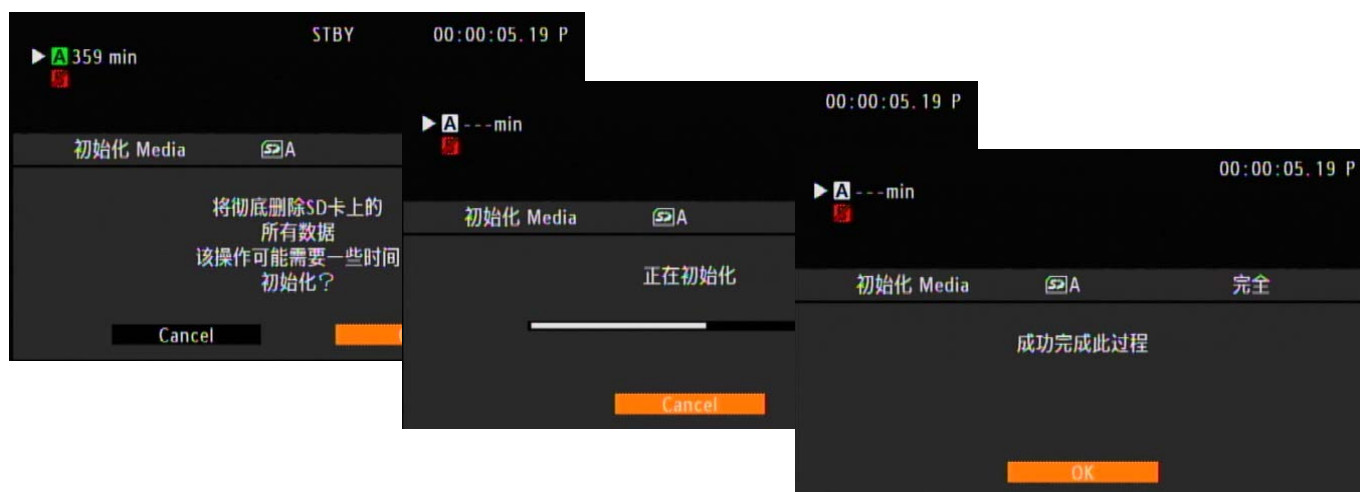 STBY
00:00:05.19 P
A 359 min
初始化 Media
A
将彻底删除SD卡上的
所有数据
该操作可能需要一些时间
初始化？
Cancel
00:00:05.19 P
A ---min
初始化 Media
A
正在初始化
Cancel
00:00:05.19 P
A ---min
初始化 Media
A
完全
成功完成此过程
OK